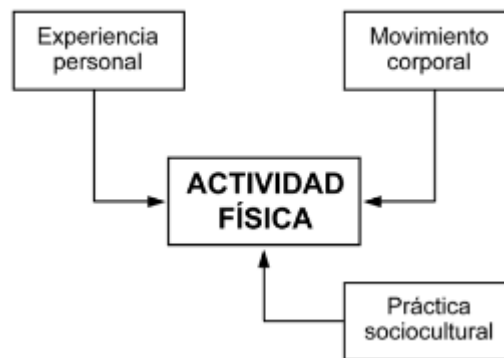 Experiencia
personal
Movimiento
corporal
ACTIVIDAD
FÍSICA
Práctica
sociocultural